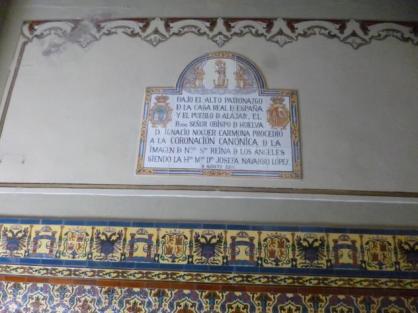 BAJO EL ALTO PATRONAZGO
D LA CASA REAL D ESPAÑA
Y EL PUEBLO D ALAJAR, EL
SEÑOR OBISPO D HUELVA
D. IGNACIO NOGUER CARMONA PROCEDIO
A LA CORONACION CANONICA D LA
IMAGEN D Nª Sª REINA D LOS ANGELES
SIENDO LA Hª Mª Dª JOSEFA NAVARRO LOPEZ